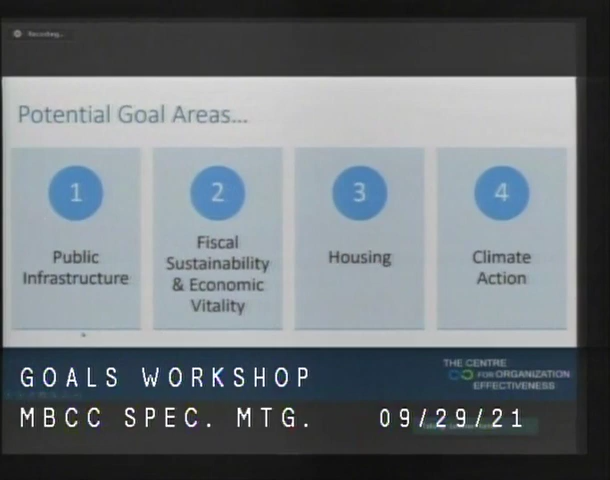 Recording...
Potential Goal Areas...
1
Public
Infrastructure
2
Fiscal
Sustainability
& Economic
Vitality
3
Housing
4
Climate
Action
THE CENTRE
FOR ORGANIZATION
EFFECTIVENESS
GOALS WORKSHOP
MBCC SPEC. MTG. 09/29/21